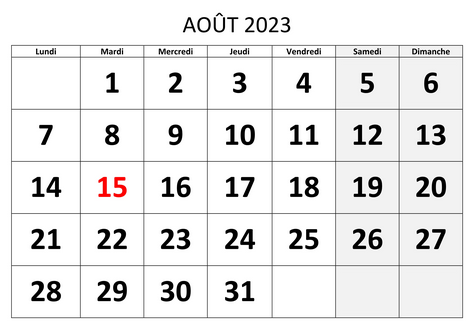 AOÛT 2023
Lundi Mardi Mercredi Jeudi Vendredi Samedi Dimanche
1 2 3 4 5 6
7 8 9 10 11 12 13
14 15 16 17 18 19 20
21 22 23 24 25 26 27
28 29 30 31